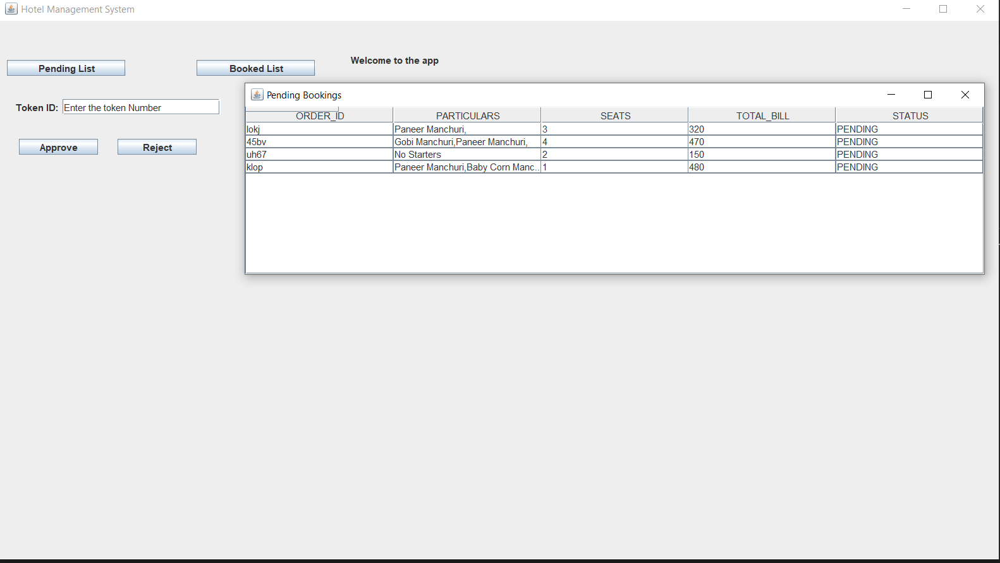 Hotel Management System
Pending List Booked List Welcome to the app
Pending Bookings
Token ID: Enter the token Number
ORDER_ID PARTICULARS SEATS TOTAL_BILL STATUS
lokj Paneer Manchuri, 3 320 PENDING
45bv Gobi Manchuri,Paneer Manchuri, 4 470 PENDING
uh67 No Starters 2 150 PENDING
klop Paneer Manchuri,Baby Corn Manc... 1 480 PENDING
Approve Reject